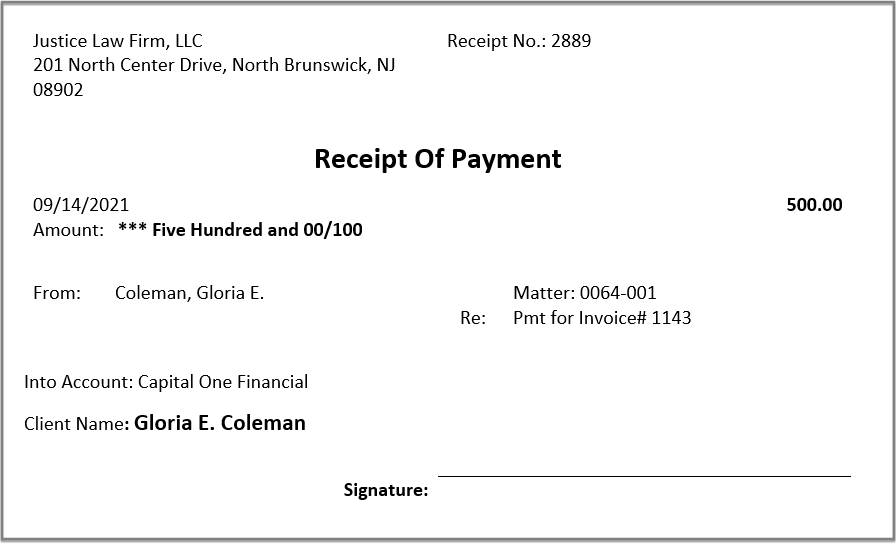 Justice Law Firm, LLC
Receipt No.: 2889
201 North Center Drive, North Brunswick, NJ
08902
Receipt Of Payment
09/14/2021
500.00
Amount: *** Five Hundred and 00/100
From: Coleman, Gloria E.
Matter: 0064-001
Re: Pmt for Invoice# 1143
Into Account: Capital One Financial
Client Name: Gloria E. Coleman
Signature: